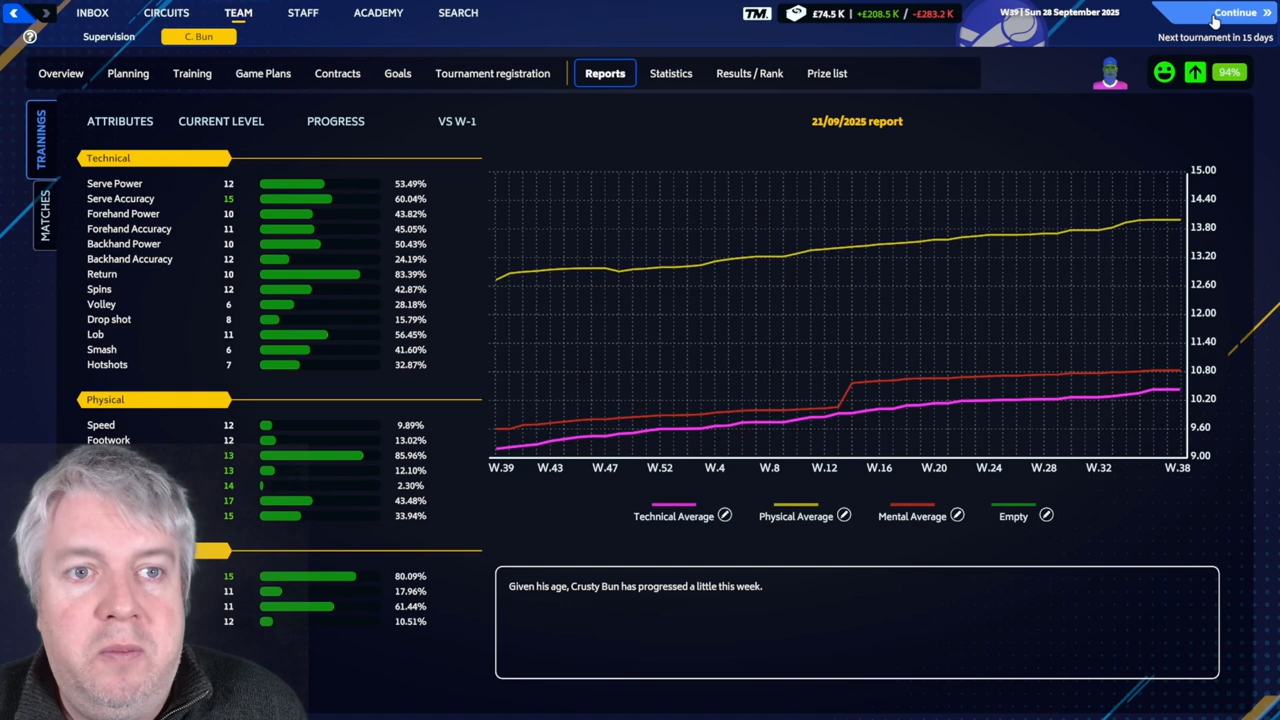 INBOX CIRCUITS TEAM STAFF ACADEMY SEARCH TM. £74.5 K | +£208.5 K / -£283.2 K W39 | Sun 28 September 2025 Continue
Supervision C. Bun Next tournament in 15 days
Overview Planning Training Game Plans Contracts Goals Tournament registration Reports Statistics Results / Rank Prize list 94%
TRAININGS
MATCHES
ATTRIBUTES CURRENT LEVEL PROGRESS VS W-1
Technical
Serve Power 12 53.49%
Serve Accuracy 15 60.04%
Forehand Power 10 43.82%
Forehand Accuracy 11 45.05%
Backhand Power 10 50.43%
Backhand Accuracy 12 24.19%
Return 10 83.39%
Spins 12 42.87%
Volley 6 28.18%
Drop shot 8 15.79%
Lob 11 56.45%
Smash 6 41.60%
Hotshots 7 32.87%
Physical
Speed 12 9.89%
Footwork 12 13.02%
13 85.96%
13 12.10%
14 2.30%
17 43.48%
15 33.94%
15 80.09%
11 17.96%
11 61.44%
12 10.51%
21/09/2025 report
15.00
14.40
13.80
13.20
12.60
12.00
11.40
10.80
10.20
9.60
9.00
W.39 W.43 W.47 W.52 W.4 W.8 W.12 W.16 W.20 W.24 W.28 W.32 W.38
Technical Average Physical Average Mental Average Empty
Given his age, Crusty Bun has progressed a little this week.